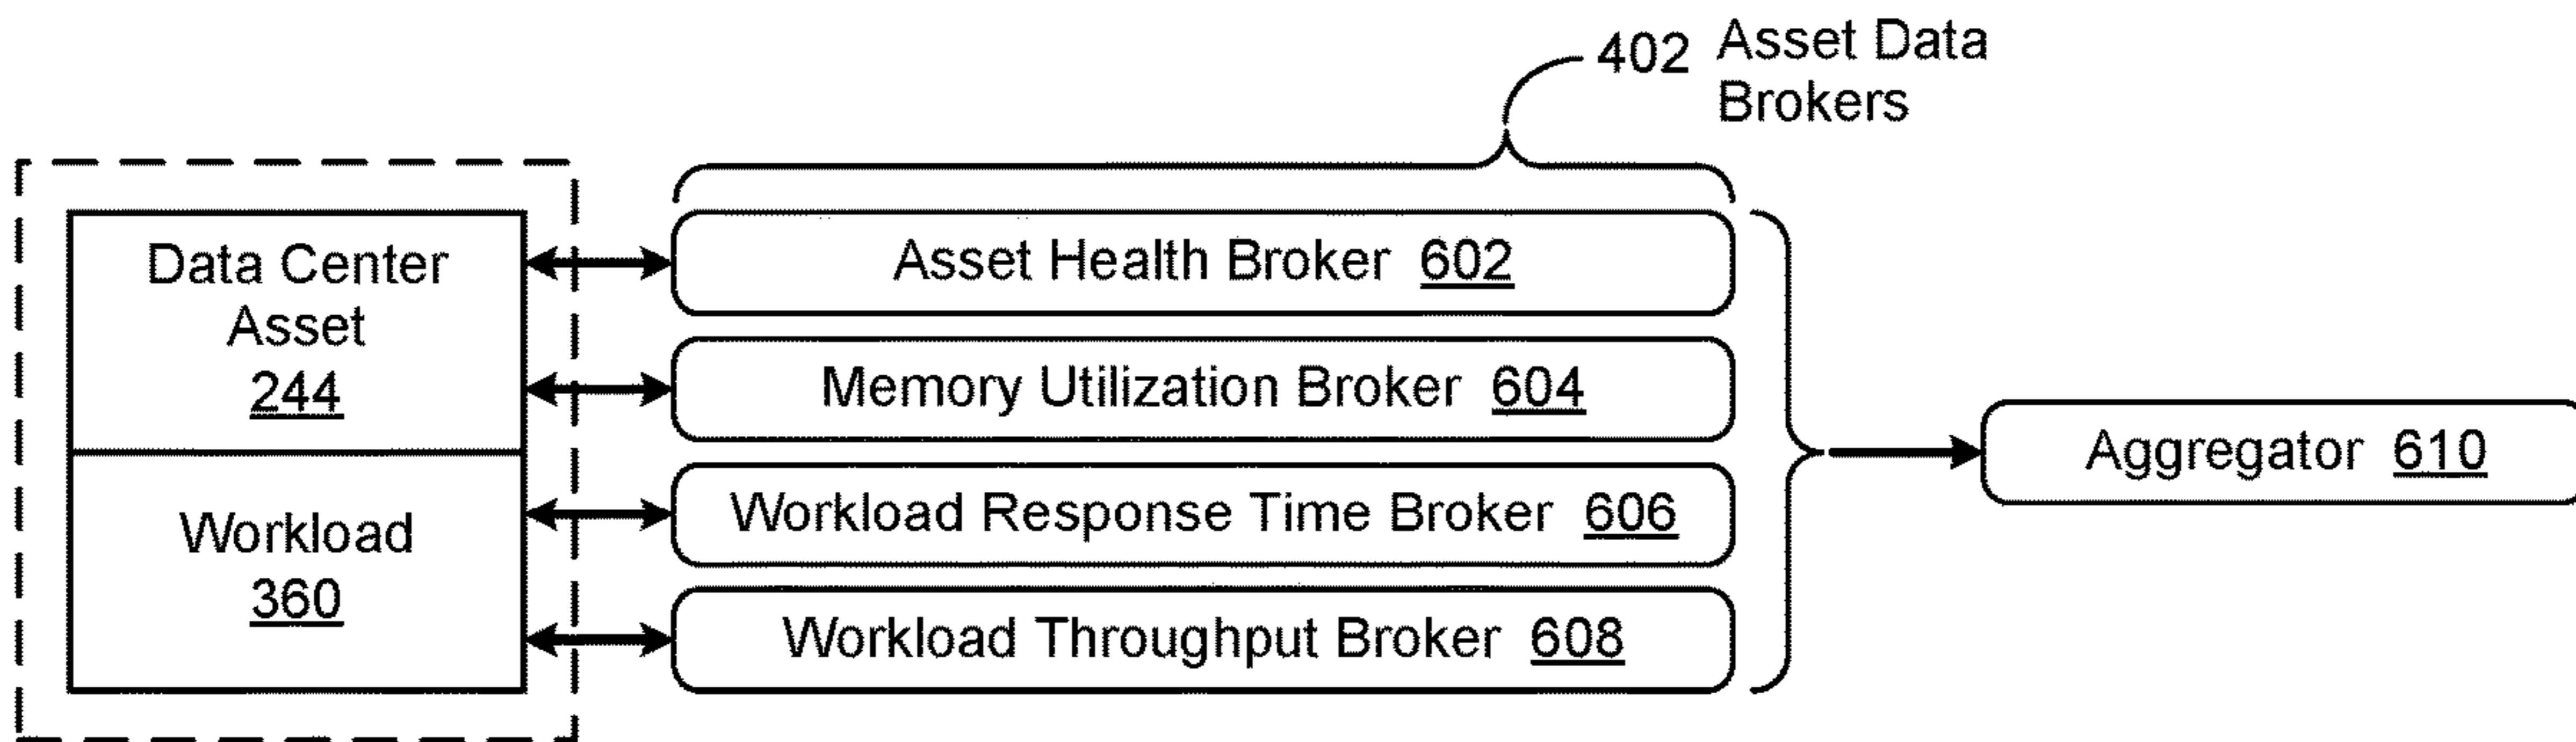 402 Asset Data
Brokers
Data Center
Asset
244
Workload
360
Asset Health Broker 602
Memory Utilization Broker 604
Workload Response Time Broker 606
Workload Throughput Broker 608
Aggregator 610